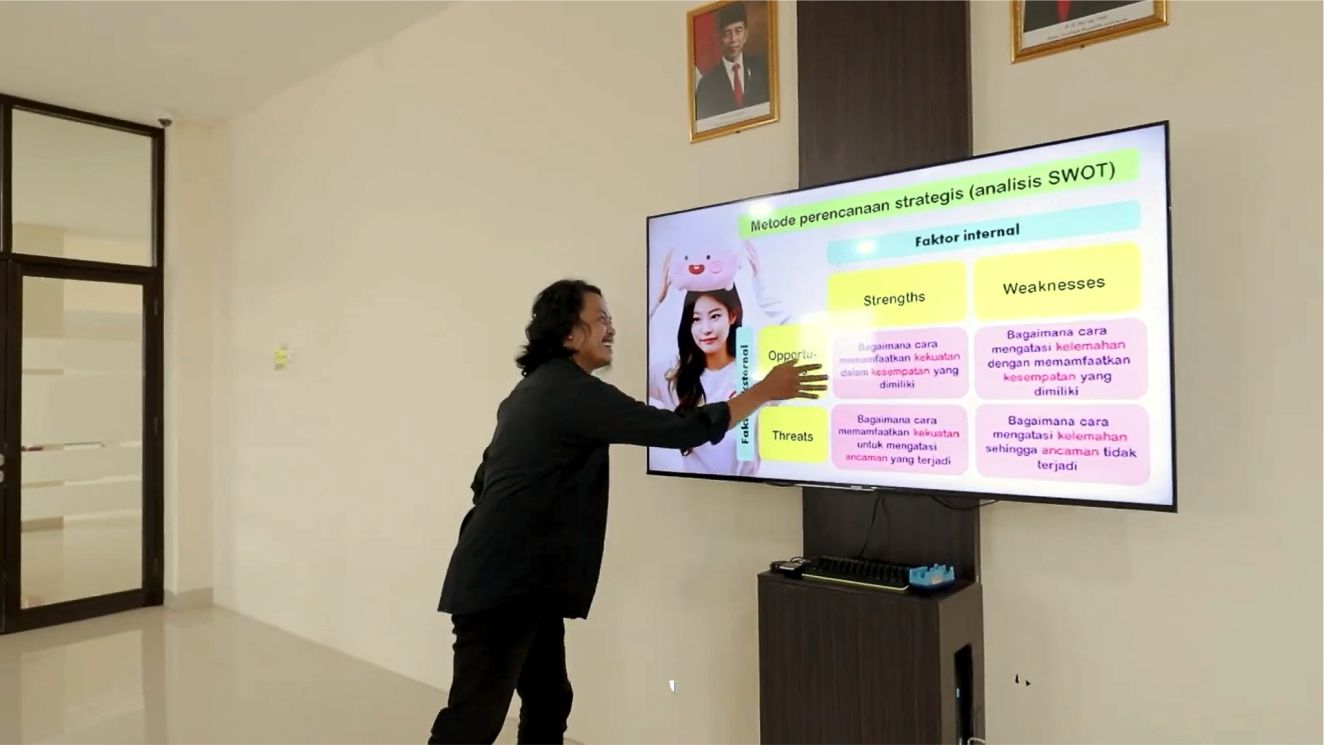 Metode perencanaan strategis (analisis SWOT)
Faktor internal
Strengths
Weaknesses
Opportu-
Bagaimana cara
memamfaatkan kekuatan
dalam kesempatan yang
dimiliki
Bagaimana cara
mengatasi kelemahan
dengan memamfaatkan
kesempatan yang
dimiliki
Threats
Bagaimana cara
memamfaatkan kekuatan
untuk mengatasi
ancaman yang terjadi
Bagaimana cara
mengatasi kelemahan
sehingga ancaman tidak
terjadi